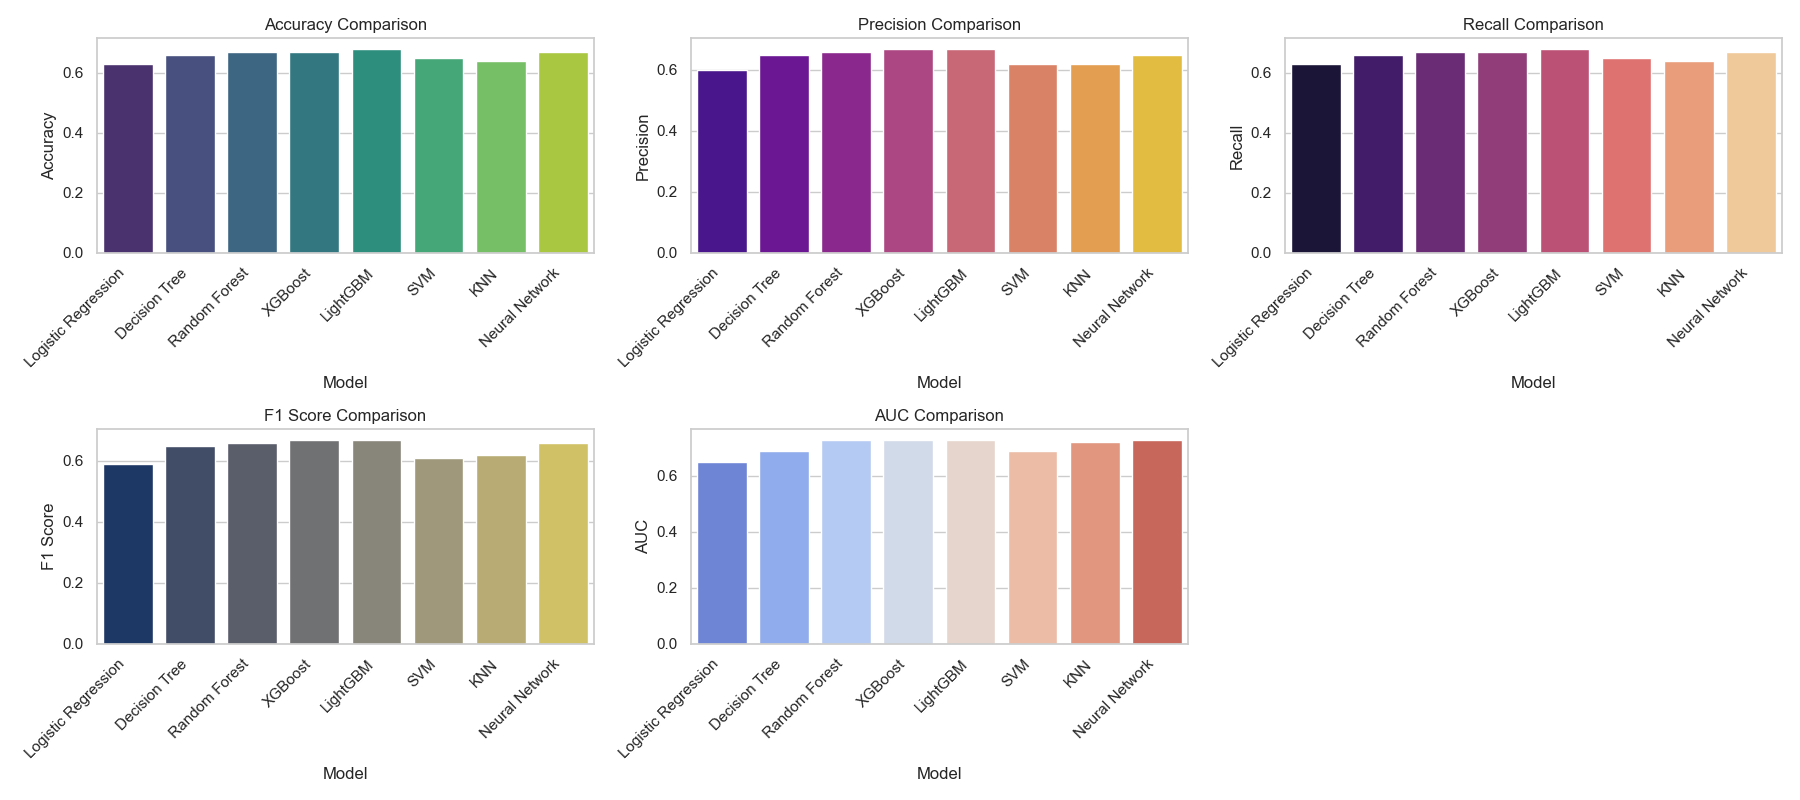 Accuracy Comparison
Accuracy
0.6
0.4
0.2
0.0
Logistic Regression
Decision Tree
Random Forest
XGBoost
LightGBM
SVM
KNN
Neural Network
Model
Precision Comparison
Precision
0.6
0.4
0.2
0.0
Logistic Regression
Decision Tree
Random Forest
XGBoost
LightGBM
SVM
KNN
Neural Network
Model
Recall Comparison
Recall
0.6
0.4
0.2
0.0
Logistic Regression
Decision Tree
Random Forest
XGBoost
LightGBM
SVM
KNN
Neural Network
Model
F1 Score Comparison
F1 Score
0.6
0.4
0.2
0.0
Logistic Regression
Decision Tree
Random Forest
XGBoost
LightGBM
SVM
KNN
Neural Network
Model
AUC Comparison
AUC
0.6
0.4
0.2
0.0
Logistic Regression
Decision Tree
Random Forest
XGBoost
LightGBM
SVM
KNN
Neural Network
Model